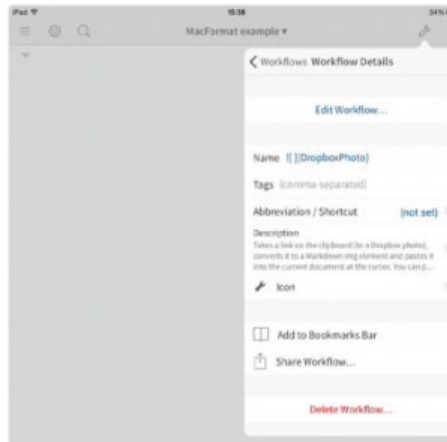 iPad 15:38 34%
MacFormat example ▾
Workflows Workflow Details
Edit Workflow...
Name ![ ](DropboxPhoto)
Tags (comma-separated)
Abbreviation / Shortcut (not set)
Description
Takes a link on the clipboard (to a Dropbox photo),
converts it to a Markdown img element and pastes it
into the current document at the cursor. You can p...
Icon
Add to Bookmarks Bar
Share Workflow...
Delete Workflow...